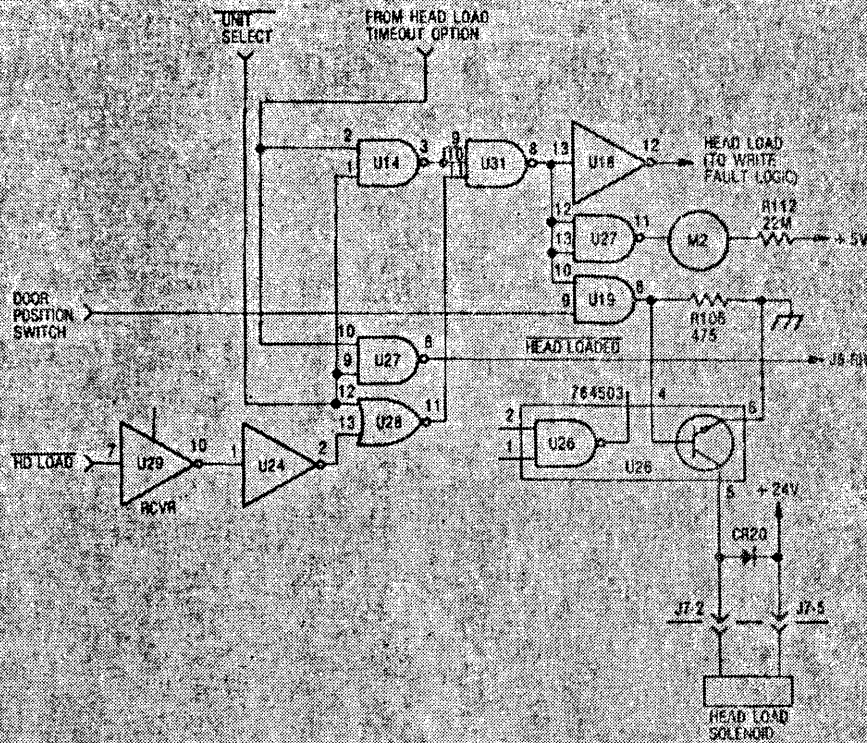 UNIT
SELECT
FROM HEAD LOAD
TIMEOUT OPTION
2
1
U14
3
9
10
11
U31
8
13
U18
12
HEAD LOAD
(TO WRITE
FAULT LOGIC)
12
13
U27
11
M2
R112
22M
+ 5V
DOOR
POSITION
SWITCH
10
9
U19
8
R106
475
10
9
U27
8
HEAD LOADED
12
13
U28
11
764503
4
6
2
1
U26
U26
HD LOAD
7
U29
10
RCVR
1
U24
2
5
+ 24V
CR20
J7-2
J7-5
HEAD LOAD
SOLENOID